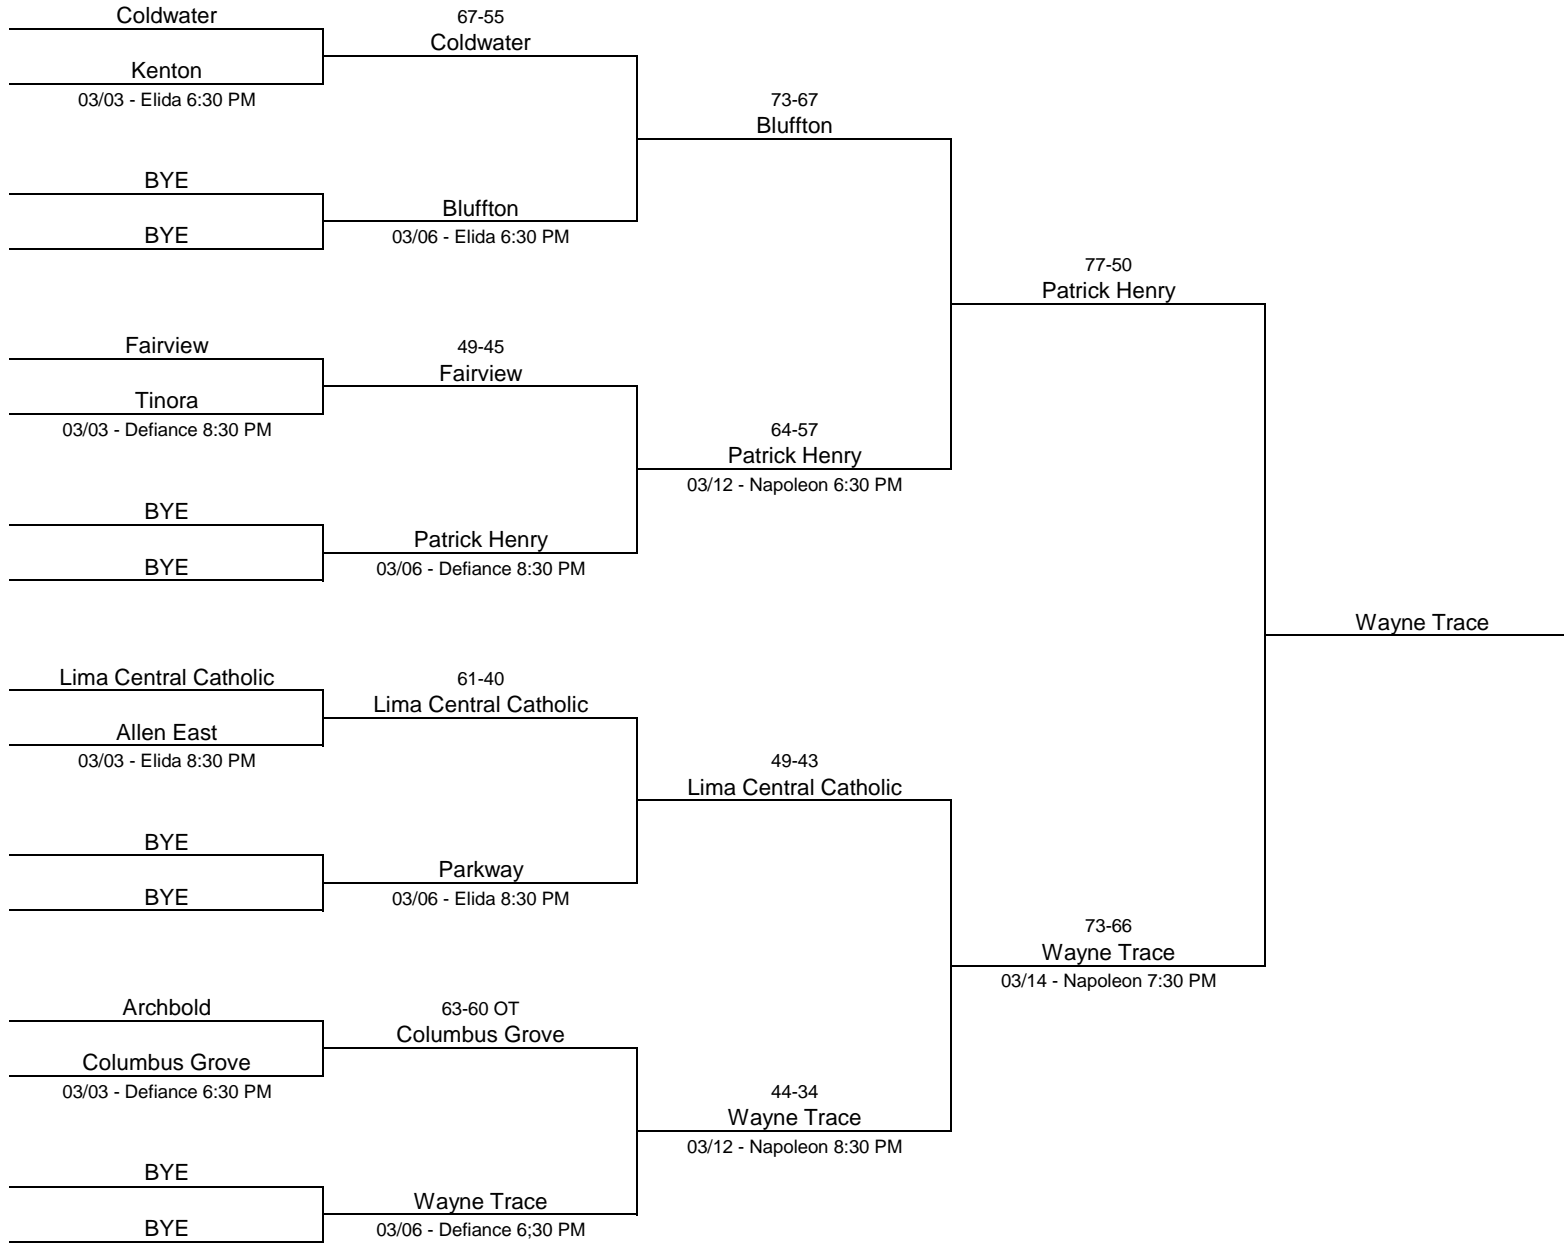 Coldwater
Kenton
03/03 - Elida 6:30 PM
BYE
BYE
Fairview
Tinora
03/03 - Defiance 8:30 PM
BYE
BYE
Lima Central Catholic
Allen East
03/03 - Elida 8:30 PM
BYE
BYE
Archbold
Columbus Grove
03/03 - Defiance 6:30 PM
BYE
BYE
67-55
Coldwater
Bluffton
03/06 - Elida 6:30 PM
49-45
Fairview
Patrick Henry
03/06 - Defiance 8:30 PM
61-40
Lima Central Catholic
Parkway
03/06 - Elida 8:30 PM
63-60 OT
Columbus Grove
Wayne Trace
03/06 - Defiance 6;30 PM
73-67
Bluffton
64-57
Patrick Henry
03/12 - Napoleon 6:30 PM
49-43
Lima Central Catholic
44-34
Wayne Trace
03/12 - Napoleon 8:30 PM
77-50
Patrick Henry
73-66
Wayne Trace
03/14 - Napoleon 7:30 PM
Wayne Trace